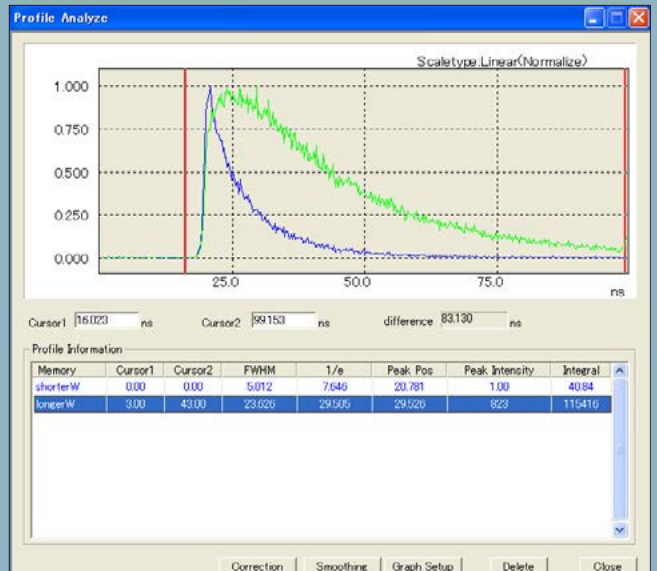 Profile Analyze
Scaletype:Linear(Normalize)
1.000
0.750
0.500
0.250
0.000
25.0 50.0 75.0
ns
Cursor1 16.023 ns Cursor2 99.153 ns difference 83.130 ns
Profile Information
Memory Cursor1 Cursor2 FWHM 1/e Peak Pos Peak Intensity Integral
shorterW 0.00 0.00 5.012 7.646 20.781 1.00 40.84
longerW 3.00 43.00 23.626 29.505 29.526 823 115416
Correction Smoothing Graph Setup Delete Close